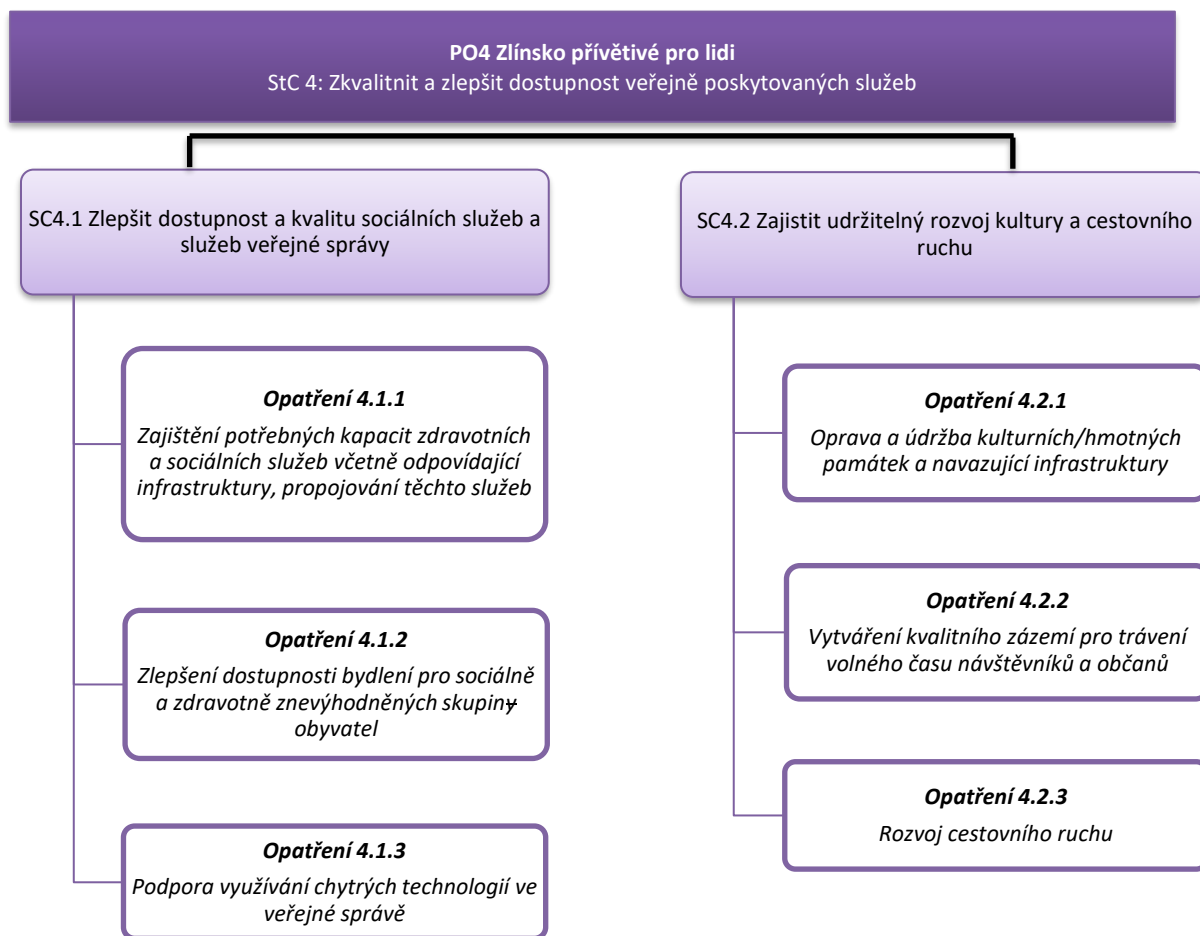 PO4 Zlínsko přívětivé pro lidi
StC 4: Zkvalitnit a zlepšit dostupnost veřejně poskytovaných služeb
SC4.1 Zlepšit dostupnost a kvalitu sociálních služeb a
služeb veřejné správy
Opatření 4.1.1
Zajištění potřebných kapacit zdravotních
a sociálních služeb včetně odpovídající
infrastruktury, propojování těchto služeb
Opatření 4.1.2
Zlepšení dostupnosti bydlení pro sociálně
a zdravotně znevýhodněných skupiny
obyvatel
Opatření 4.1.3
Podpora využívání chytrých technologií ve
veřejné správě
SC4.2 Zajistit udržitelný rozvoj kultury a cestovního
ruchu
Opatření 4.2.1
Oprava a údržba kulturních/hmotných
památek a navazující infrastruktury
Opatření 4.2.2
Vytváření kvalitního zázemí pro trávení
volného času návštěvníků a občanů
Opatření 4.2.3
Rozvoj cestovního ruchu